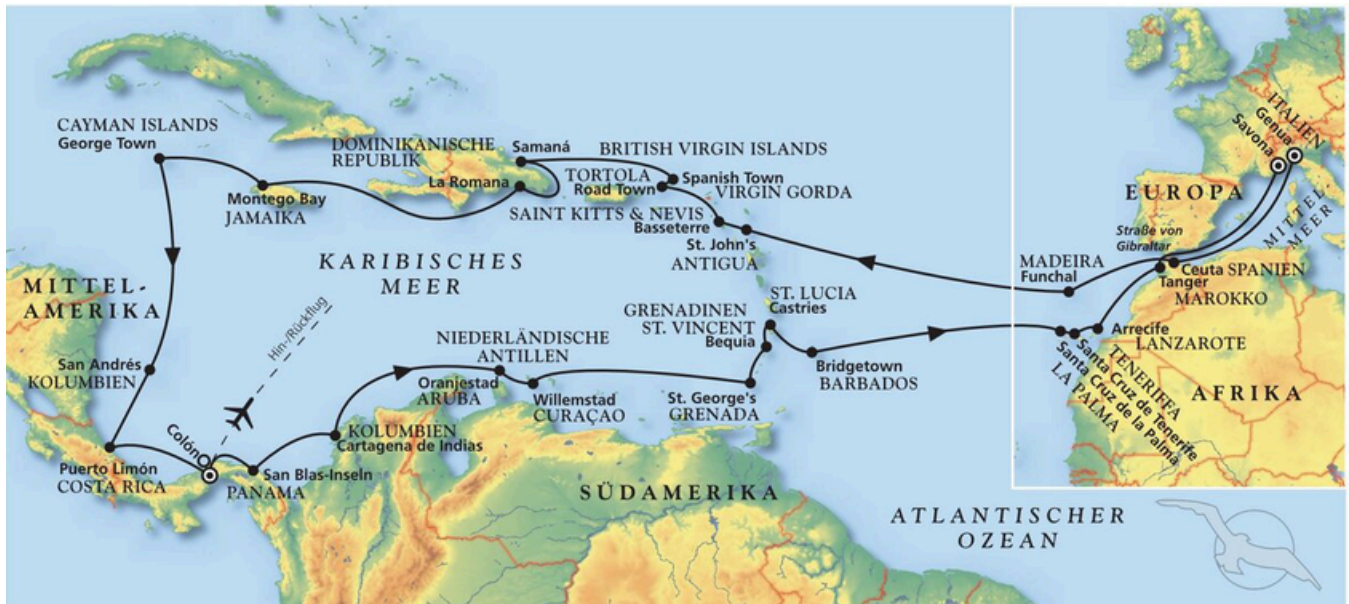 CAYMAN ISLANDS
George Town
DOMINIKANISCHE
REPUBLIK
Samaná
La Romana
BRITISH VIRGIN ISLANDS
TORTOLA
Road Town
Spanish Town
VIRGIN GORDA
Montego Bay
JAMAIKA
SAINT KITTS & NEVIS
Basseterre
St. John's
ANTIGUA
KARIBISCHES
MEER
MITTEL-
AMERIKA
Hin-/Rückflug
San Andrés
KOLUMBIEN
NIEDERLÄNDISCHE
ANTILLEN
Oranjestad
ARUBA
Willemstad
CURAÇAO
GRENADINEN
ST. VINCENT
Bequia
ST. LUCIA
Castries
Bridgetown
BARBADOS
St. George's
GRENADA
Colón
Puerto Limón
COSTA RICA
San Blas-Inseln
PANAMA
KOLUMBIEN
Cartagena de Indias
SÜDAMERIKA
ATLANTISCHER
OZEAN
ITALIEN
Genua
Savona
EUROPA
MITTEL-
MEER
Straße von
Gibraltar
MADEIRA
Funchal
Ceuta SPANIEN
Tanger
MAROKKO
Arrecife
LANZAROTE
TENERIFFA
Santa Cruz de Tenerife
Santa Cruz de la Palma
LA PALMA
AFRIKA